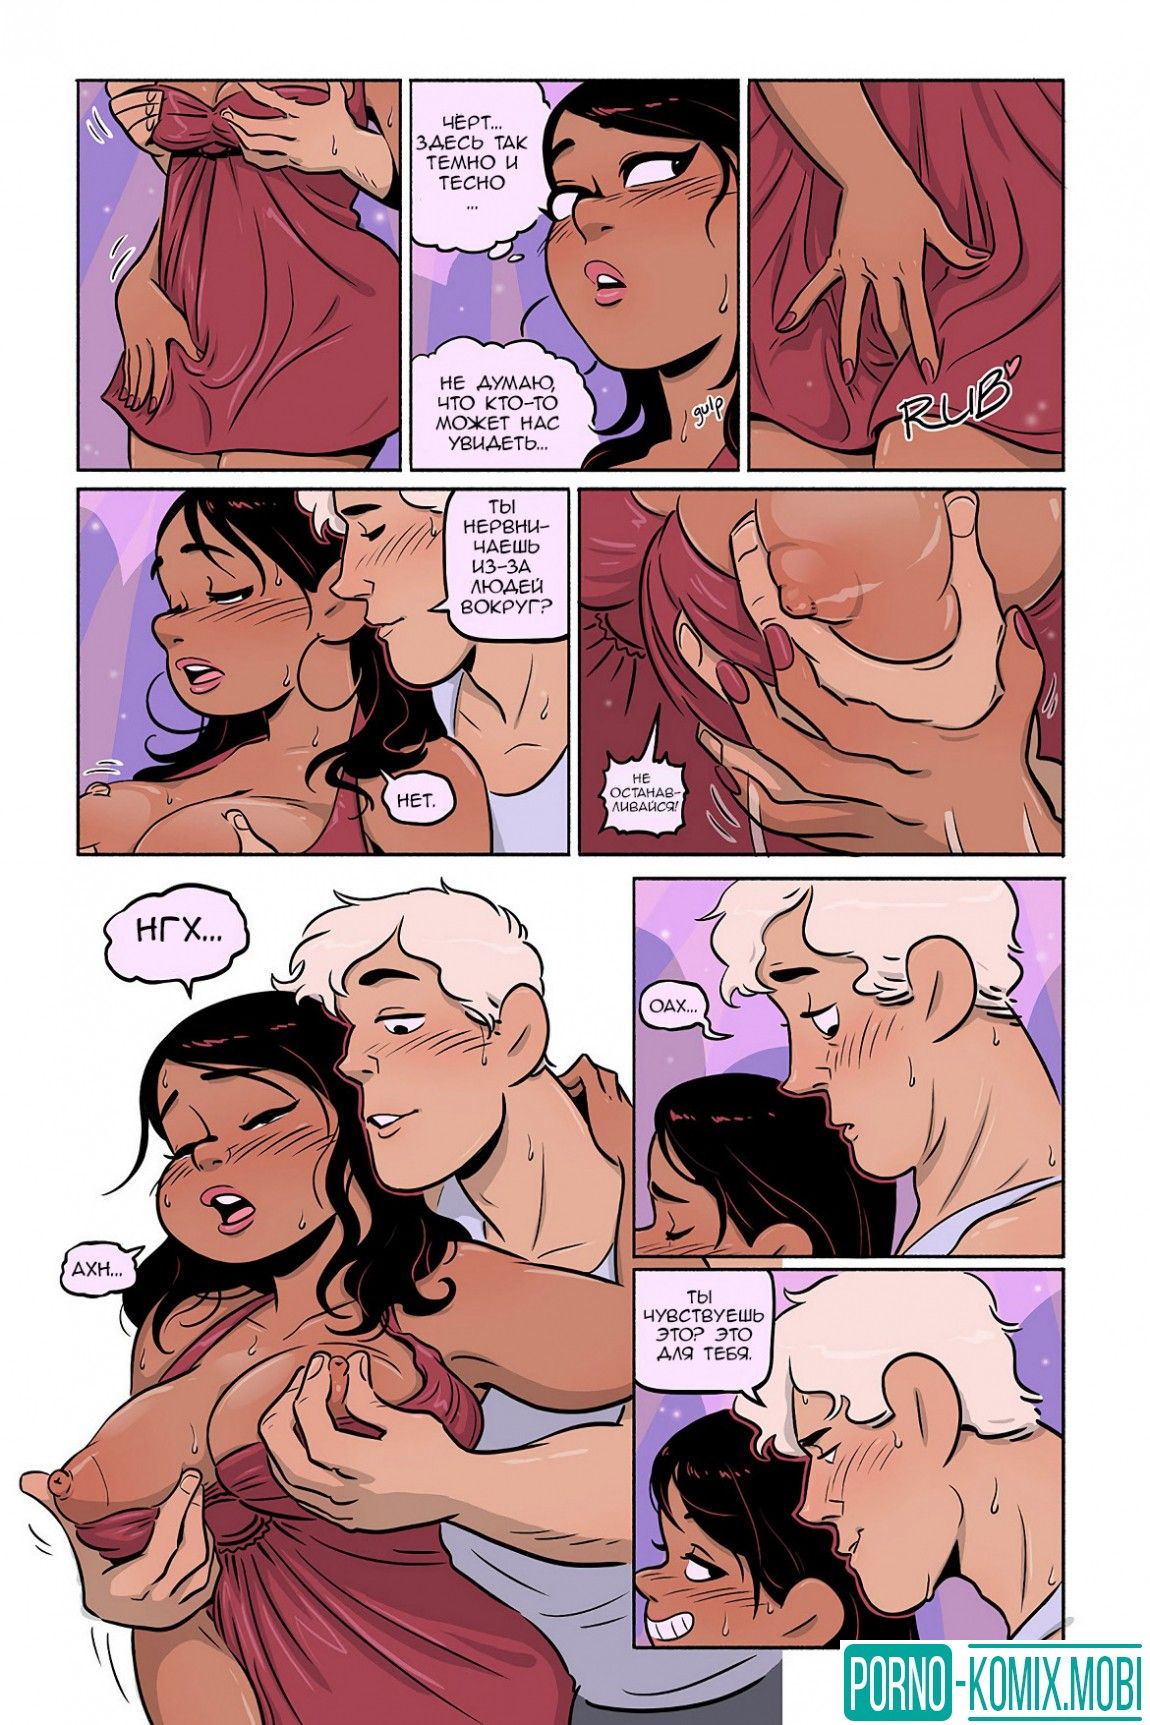 ЧЁРТ...
ЗДЕСЬ ТАК
ТЕМНО И
ТЕСНО
...
НЕ ДУМАЮ,
ЧТО КТО-ТО
МОЖЕТ НАС
УВИДЕТЬ...
gulp
RUB
ТЫ
НЕРВНИ-
ЧАЕШЬ
ИЗ-ЗА
ЛЮДЕЙ
ВОКРУГ?
НЕТ.
НЕ
ОСТАНАВ-
ЛИВАЙСЯ!
НГХ...
АХН...
ОАХ...
ТЫ
ЧУВСТВУЕШЬ
ЭТО? ЭТО
ДЛЯ ТЕБЯ.
PORNO-KOMIX.MOBI